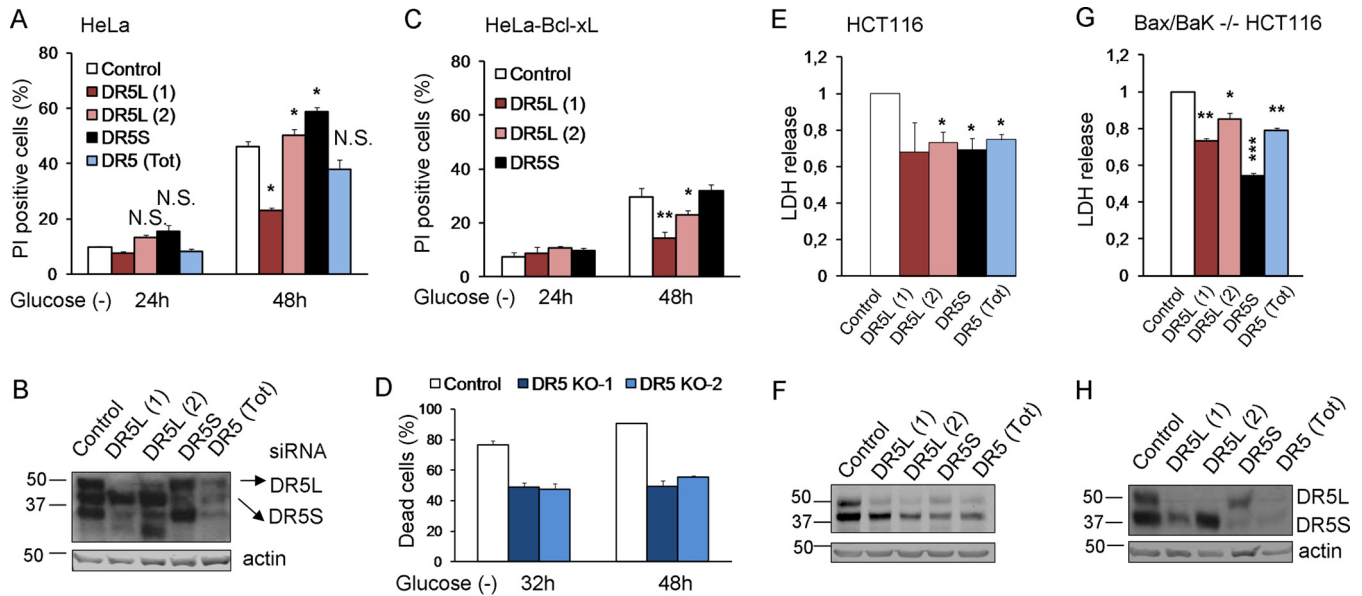 A HeLa
PI positive cells (%)
80
60
40
20
0
Control
DR5L (1)
DR5L (2)
DR5S
DR5 (Tot)
N.S.
*
*
*
N.S.
Glucose (-) 24h 48h
C HeLa-Bcl-xL
PI positive cells (%)
80
60
40
20
0
Control
DR5L (1)
DR5L (2)
DR5S
**
*
Glucose (-) 24h 48h
E HCT116
LDH release
1,2
1
0,8
0,6
0,4
0,2
0
* * *
Control
DR5L (1)
DR5L (2)
DR5S
DR5 (Tot)
G Bax/BaK -/- HCT116
LDH release
1,2
1
0,8
0,6
0,4
0,2
0
** * *** **
Control
DR5L (1)
DR5L (2)
DR5S
DR5 (Tot)
B
Control
DR5L (1)
DR5L (2)
DR5S
DR5 (Tot)
siRNA
50 DR5L
37
DR5S
50 actin
D Control DR5 KO-1 DR5 KO-2
Dead cells (%)
100
80
60
40
20
0
Glucose (-) 32h 48h
F
Control
DR5L (1)
DR5L (2)
DR5S
DR5 (Tot)
50
37
50
H
Control
DR5L (1)
DR5L (2)
DR5S
DR5 (Tot)
50 DR5L
37 DR5S
50 actin